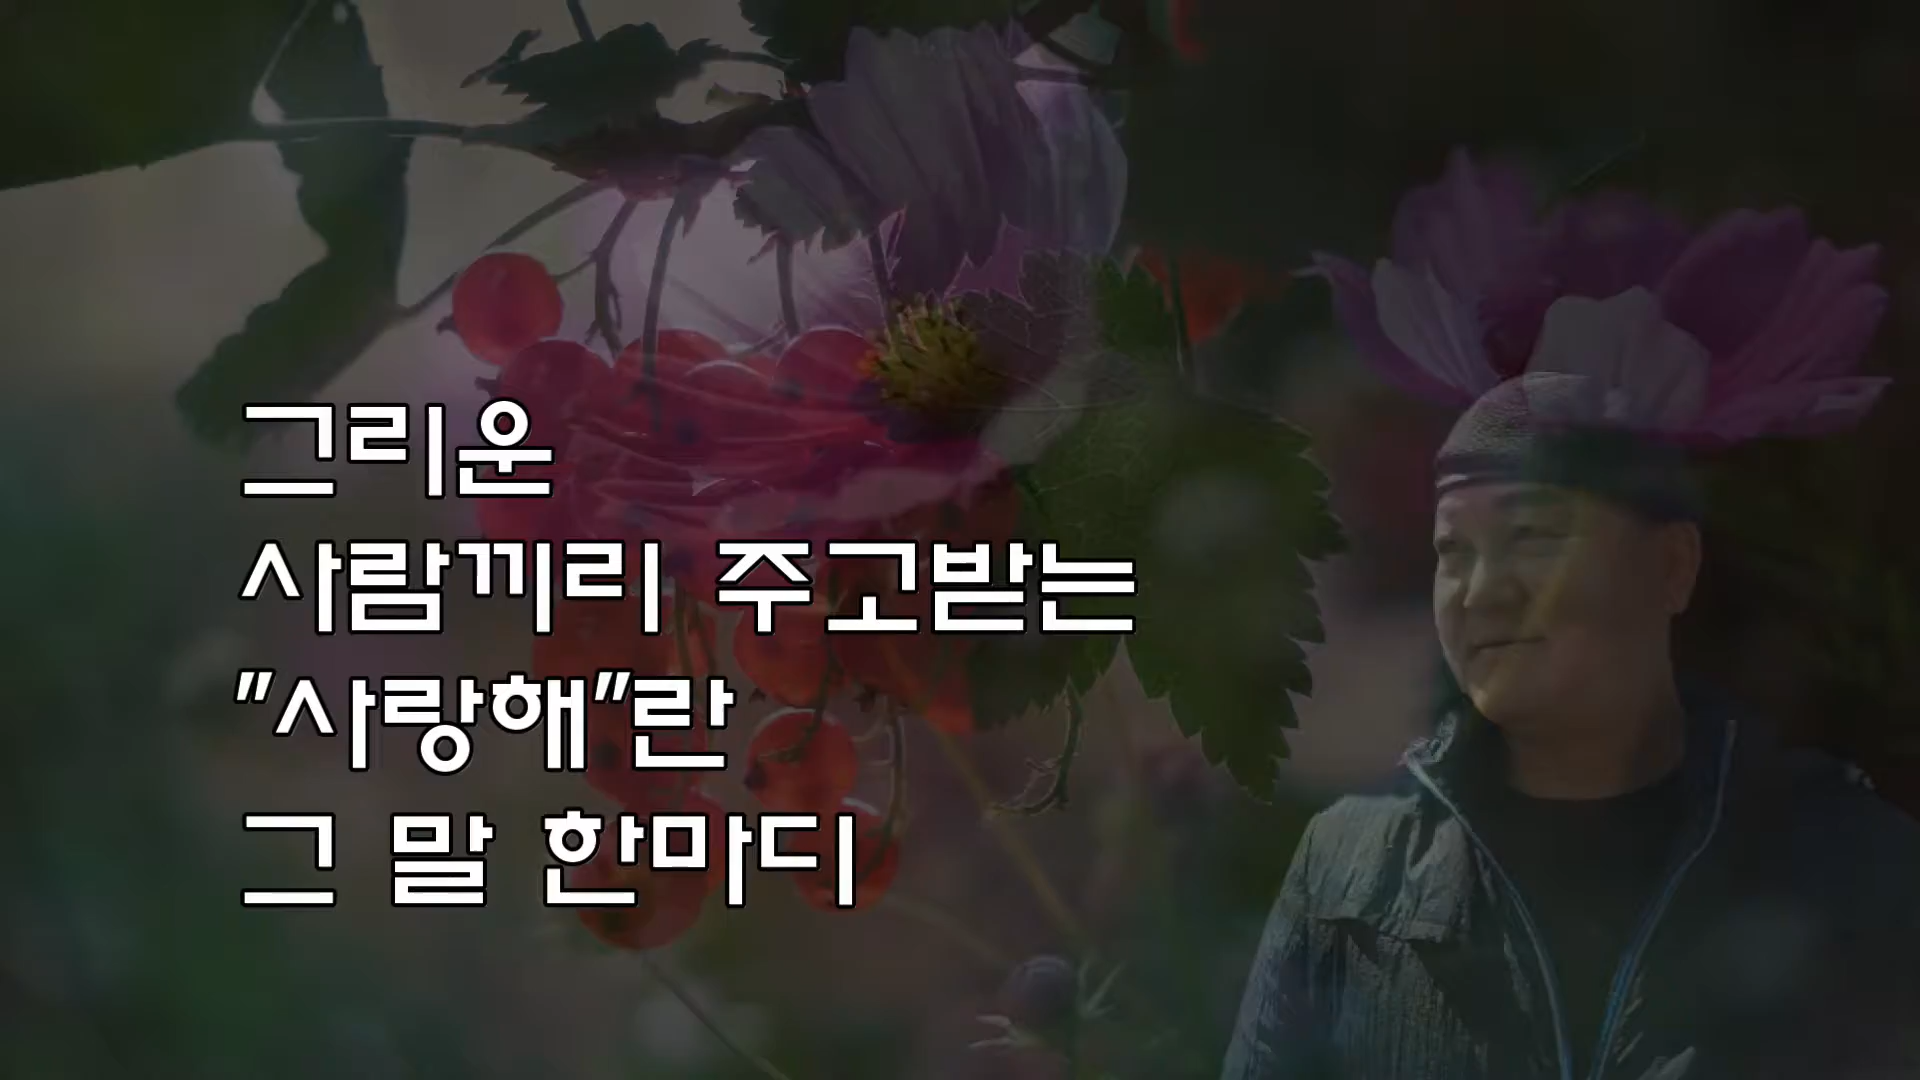 그리운
사람끼리 주고받는
"사랑해"란
그 말 한마디